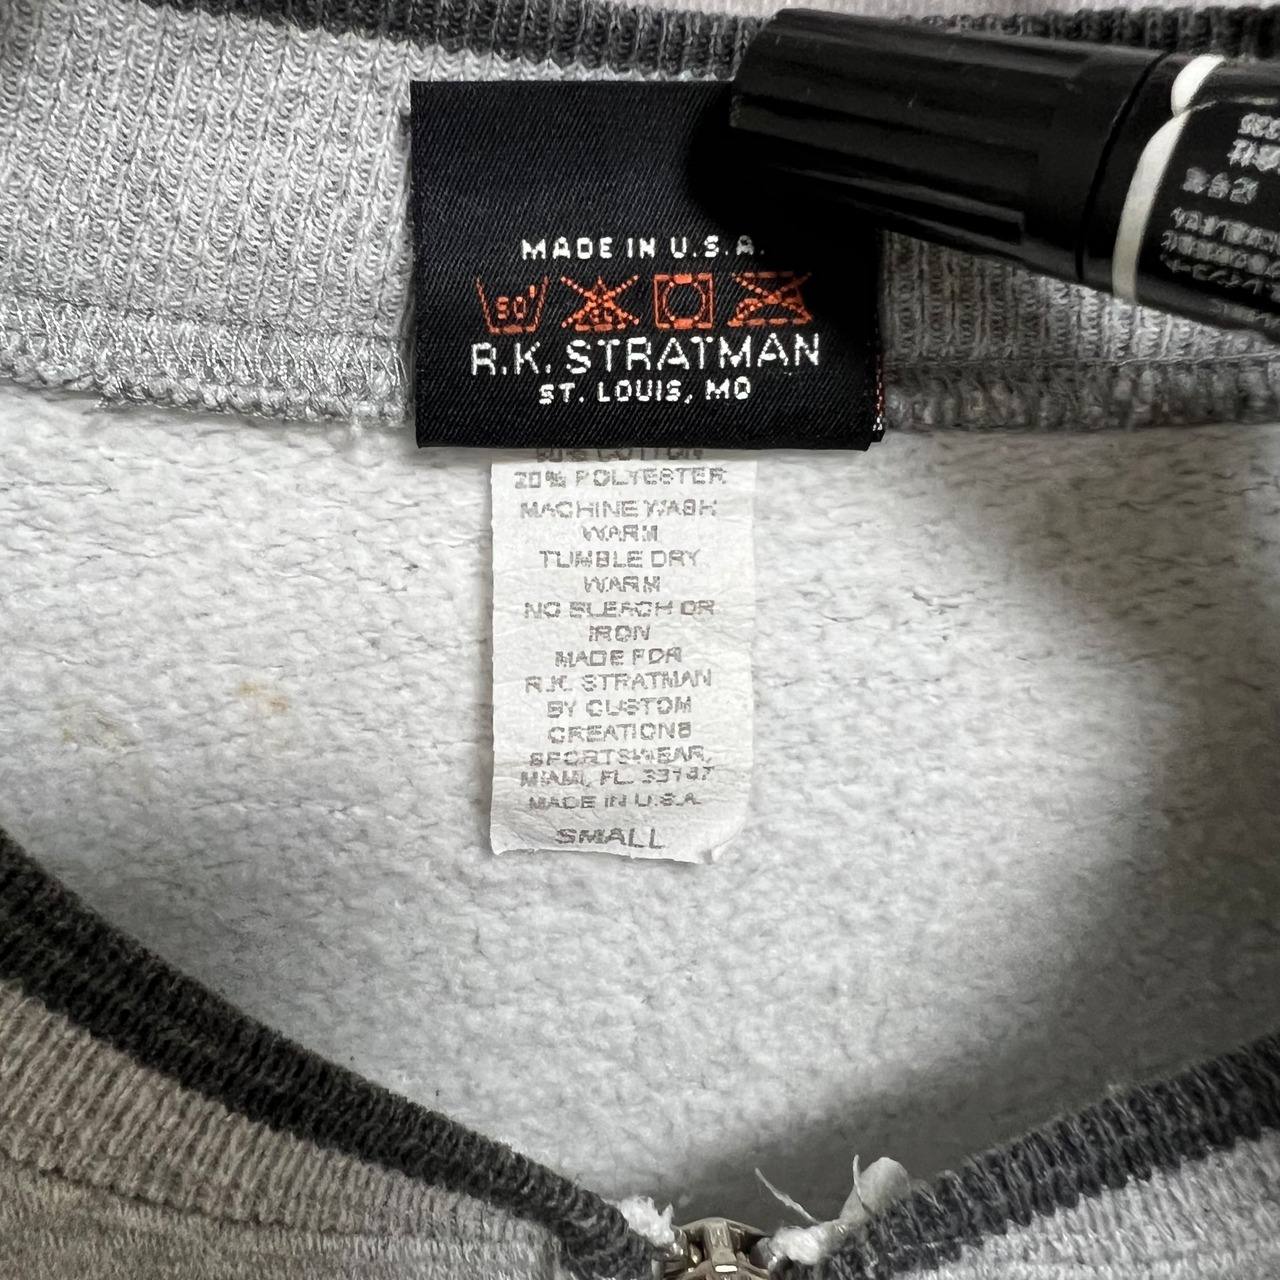 MADE IN U.S.A.
R.K. STRATMAN
ST. LOUIS, MO
COTTON
20% POLYESTER
MACHINE WASH
WARM
TUMBLE DRY
WARM
NO BLEACH OR
IRON
MADE FOR
R.K. STRATMAN
BY CUSTOM
CREATIONS
SPORTSWEAR,
MIAMI, FL. 33147
MADE IN U.S.A.
SMALL